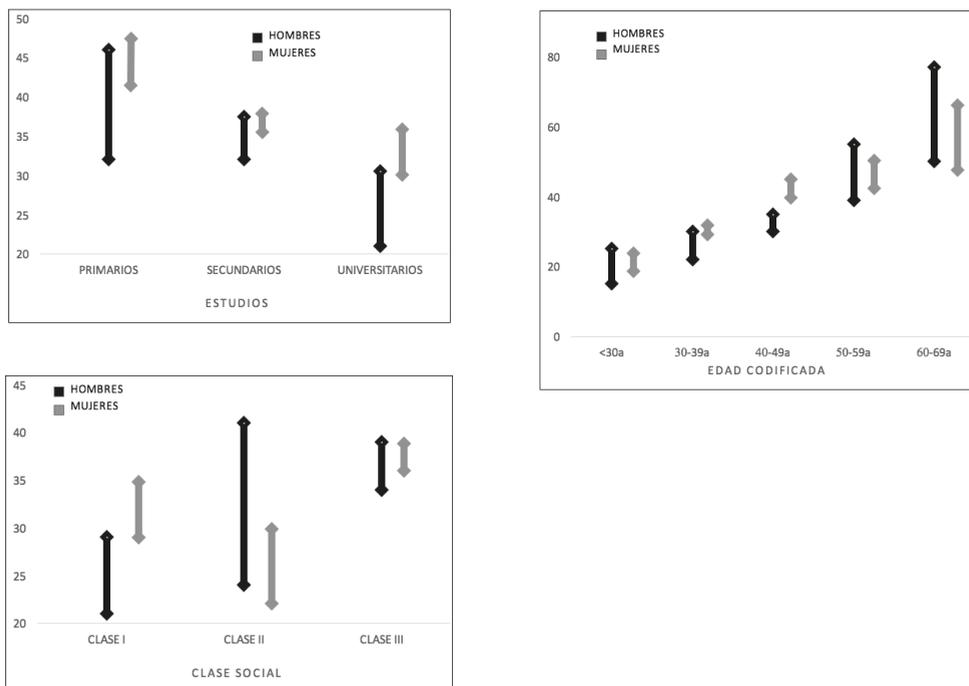 50
HOMBRES
MUJERES
45
40
35
30
25
20
PRIMARIOS SECUNDARIOS UNIVERSITARIOS
ESTUDIOS
HOMBRES
MUJERES
80
60
40
20
0
<30a 30-39a 40-49a 50-59a 60-69a
EDAD CODIFICADA
45
HOMBRES
MUJERES
40
35
30
25
20
CLASE I CLASE II CLASE III
CLASE SOCIAL